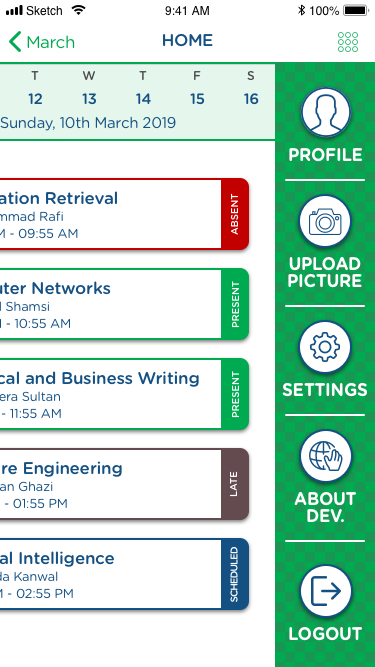 Sketch
9:41 AM
100%
March
HOME
T W T F S
12 13 14 15 16
Sunday, 10th March 2019
ation Retrieval
mmad Rafi
M - 09:55 AM
ABSENT
uter Networks
l Shamsi
- 10:55 AM
PRESENT
cal and Business Writing
era Sultan
- 11:55 AM
PRESENT
re Engineering
an Ghazi
- 01:55 PM
LATE
al Intelligence
da Kanwal
M - 02:55 PM
SCHEDULED
PROFILE
UPLOAD
PICTURE
SETTINGS
ABOUT
DEV.
LOGOUT